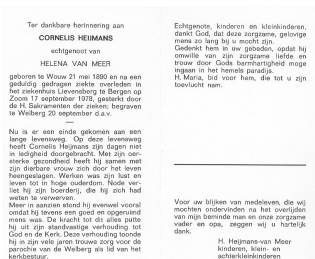 Ter dankbare herinnering aan
CORNELIS HEIJMANS
echtgenoot van
HELENA VAN MEER
geboren te Wouw 21 mei 1890 en na een
geduldig gedragen ziekte overleden in
het ziekenhuis Lievensberg te Bergen op
Zoom 17 september 1978, gesterkt door
de H. Sakramenten der zieken; begraven
te Welberg 20 september d.a.v.
Nu is er een einde gekomen aan een
lange levensweg. Op deze levensweg
heeft Cornelis Heijmans zijn dagen niet
in ledigheid doorgebracht. Met zijn oer-
sterke gezondheid heeft hij samen met
zijn dierbare vrouw zich door het leven
heengeslagen. Werken was zijn lust en
leven tot in hoge ouderdom. Node ver-
liet hij zijn boerderij, die hij zich had
weten te verwerven.
Meer in aanzien stond hij evenwel vooral
omdat hij tevens een goed en opgeruimd
mens was. De kracht tot dit alles putte
hij uit zijn standvastige verhouding tot
God en de Kerk. Deze verhouding toonde
hij in zijn vele jaren trouwe zorg voor de
parochie van de Welberg als lid van het
kerkbestuur.
Echtgenote, kinderen en kleinkinderen,
dankt God, dat deze zorgzame, gelovige
mens zo lang bij u mocht zijn.
Gedenkt hem in uw gebeden, opdat hij
omwille van zijn zorgzame liefde en
trouw door Gods barmhartigheid moge
ingaan in het hemels paradijs.
H. Maria, bid voor hem, die tot u zijn
toevlucht nam.
Voor uw blijken van medeleven, die wij
mochten ondervinden na het overlijden
van mijn beminde man en onze zorgzame
vader en opa, zeggen wij u hartelijk
dank.
H. Heijmans-van Meer
kinderen, klein- en
achterkleinkinderen